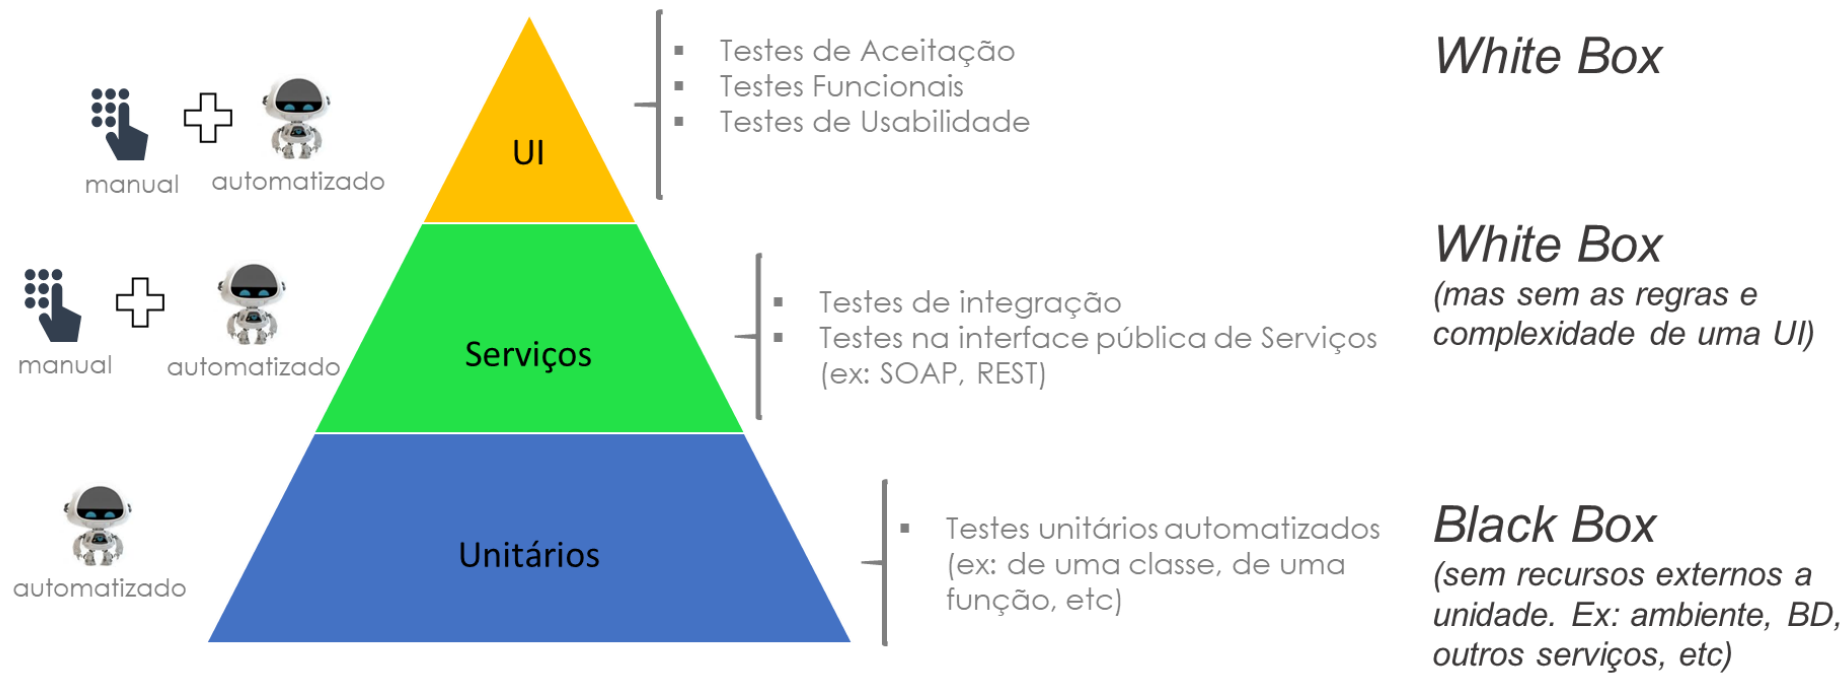 manual
automatizado
UI
Testes de Aceitação
Testes Funcionais
Testes de Usabilidade
White Box
manual
automatizado
Serviços
Testes de integração
Testes na interface pública de Serviços
(ex: SOAP, REST)
White Box
(mas sem as regras e
complexidade de uma UI)
automatizado
Unitários
Testes unitários automatizados
(ex: de uma classe, de uma
função, etc)
Black Box
(sem recursos externos a
unidade. Ex: ambiente, BD,
outros serviços, etc)